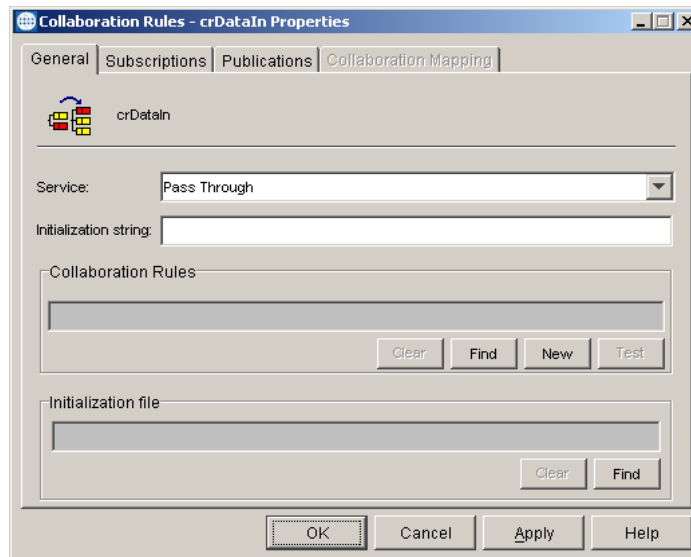 Collaboration Rules - crDataIn Properties
General Subscriptions Publications Collaboration Mapping
crDataIn
Service: Pass Through
Initialization string:
Collaboration Rules
Clear Find New Test
Initialization file
Clear Find
OK Cancel Apply Help